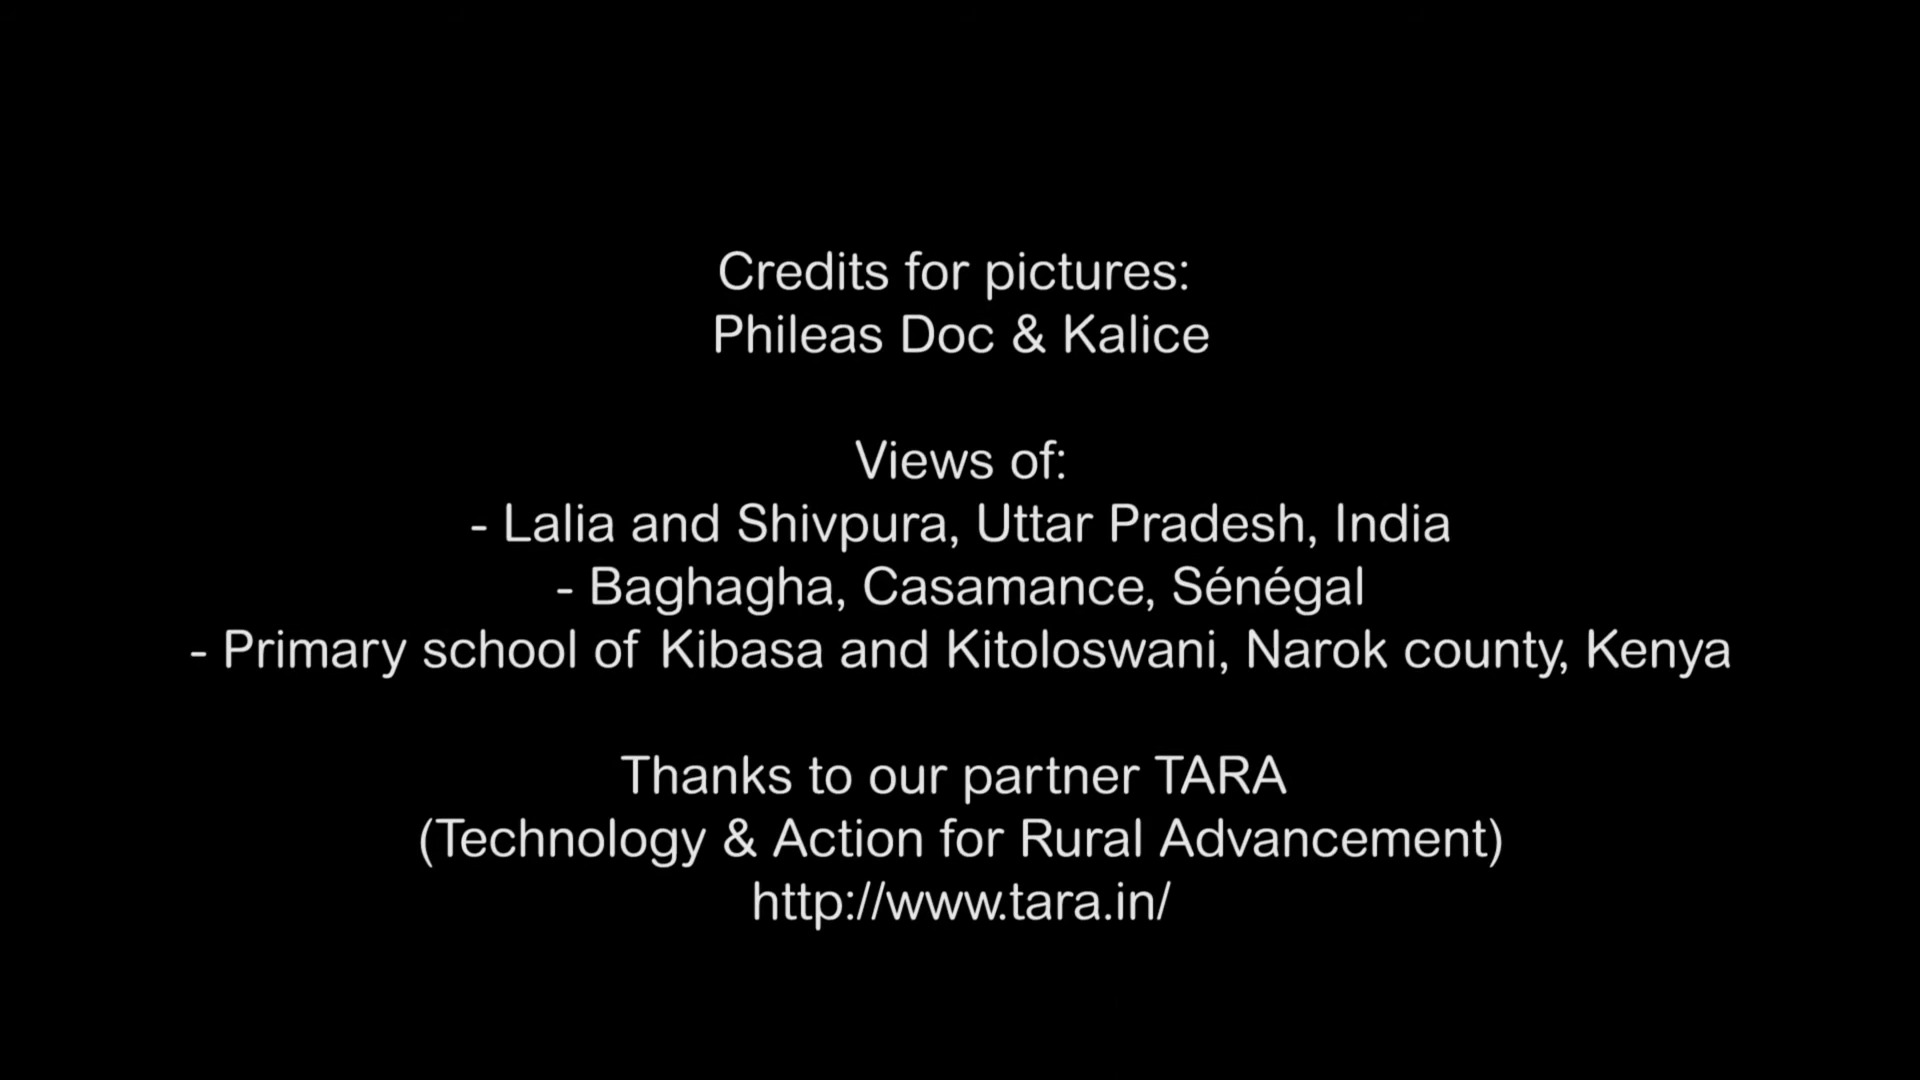 Credits for pictures:
Phileas Doc & Kalice
Views of:
- Lalia and Shivpura, Uttar Pradesh, India
- Baghagha, Casamance, Sénégal
- Primary school of Kibasa and Kitoloswani, Narok county, Kenya
Thanks to our partner TARA
(Technology & Action for Rural Advancement)
http://www.tara.in/